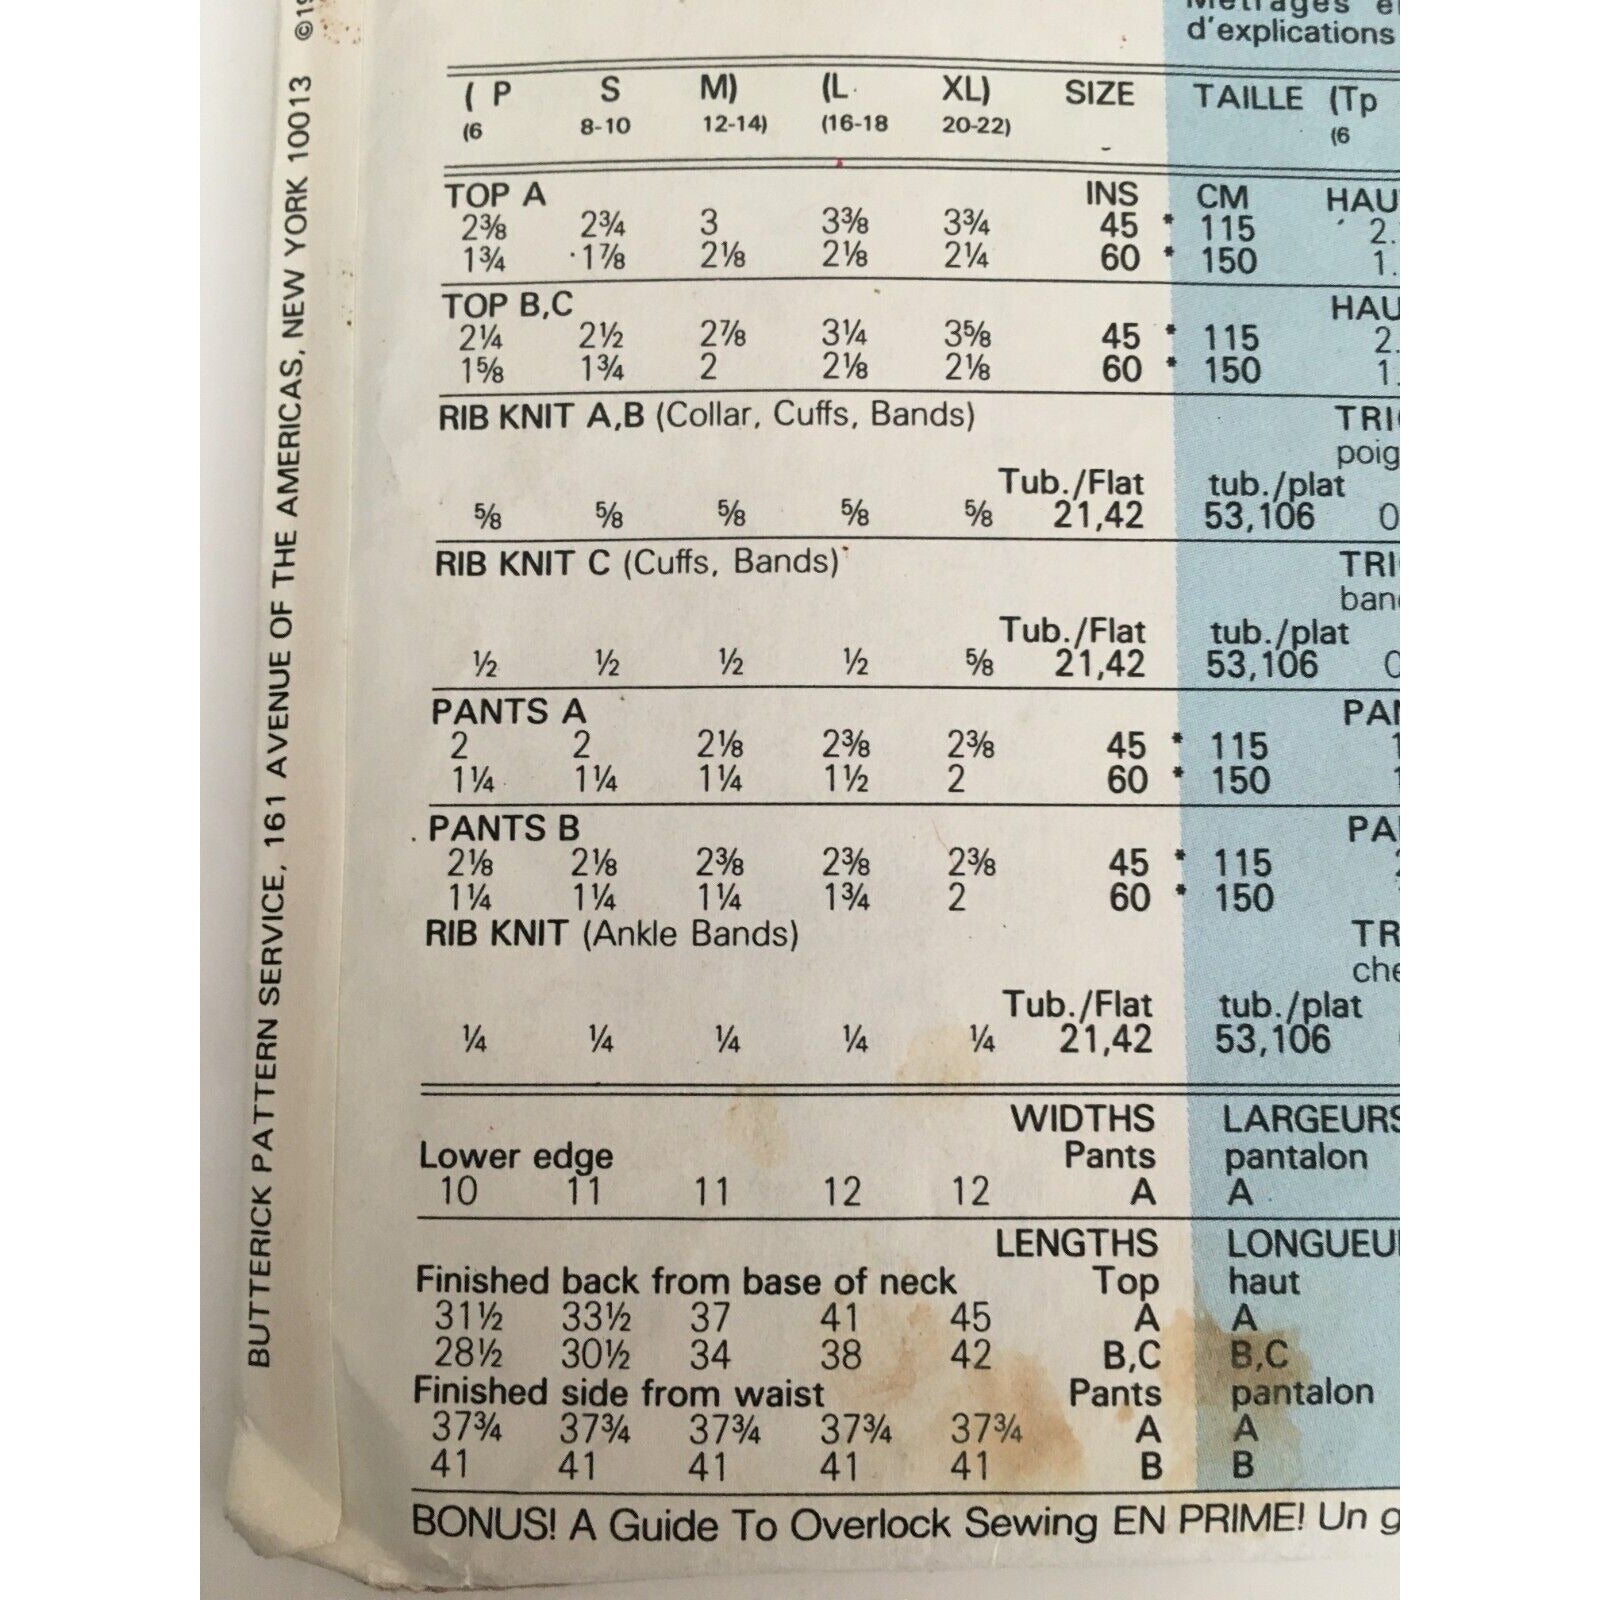 ©19
BUTTERICK PATTERN SERVICE, 161 AVENUE OF THE AMERICAS, NEW YORK 10013
d'explications
( P S M) (L XL) SIZE TAILLE (Tp
(6 8-10 12-14) (16-18 20-22) (6
TOP A INS CM HAU
2⅜ 2¾ 3 3⅜ 3¾ 45 * 115 2.
1¾ 1⅞ 2⅛ 2⅛ 2¼ 60 * 150 1.
TOP B,C HAU
2¼ 2½ 2⅞ 3¼ 3⅝ 45 * 115 2.
1⅝ 1¾ 2 2⅛ 2⅛ 60 * 150 1.
RIB KNIT A,B (Collar, Cuffs, Bands) TRI
poig
Tub./Flat tub./plat
⅝ ⅝ ⅝ ⅝ ⅝ 21,42 53,106 0
RIB KNIT C (Cuffs, Bands) TRI
ban
Tub./Flat tub./plat
½ ½ ½ ½ ⅝ 21,42 53,106 0
PANTS A PAN
2 2 2⅛ 2⅜ 2⅜ 45 * 115 1
1¼ 1¼ 1¼ 1½ 2 60 * 150 1
PANTS B PA
2⅛ 2⅛ 2⅜ 2⅜ 2⅜ 45 * 115 2
1¼ 1¼ 1¼ 1¾ 2 60 * 150
RIB KNIT (Ankle Bands) TR
che
Tub./Flat tub./plat
¼ ¼ ¼ ¼ ¼ 21,42 53,106
WIDTHS LARGEURS
Lower edge Pants pantalon
10 11 11 12 12 A A
LENGTHS LONGUEU
Finished back from base of neck Top haut
31½ 33½ 37 41 45 A A
28½ 30½ 34 38 42 B,C B,C
Finished side from waist Pants pantalon
37¾ 37¾ 37¾ 37¾ 37¾ A A
41 41 41 41 41 B B
BONUS! A Guide To Overlock Sewing EN PRIME! Un g